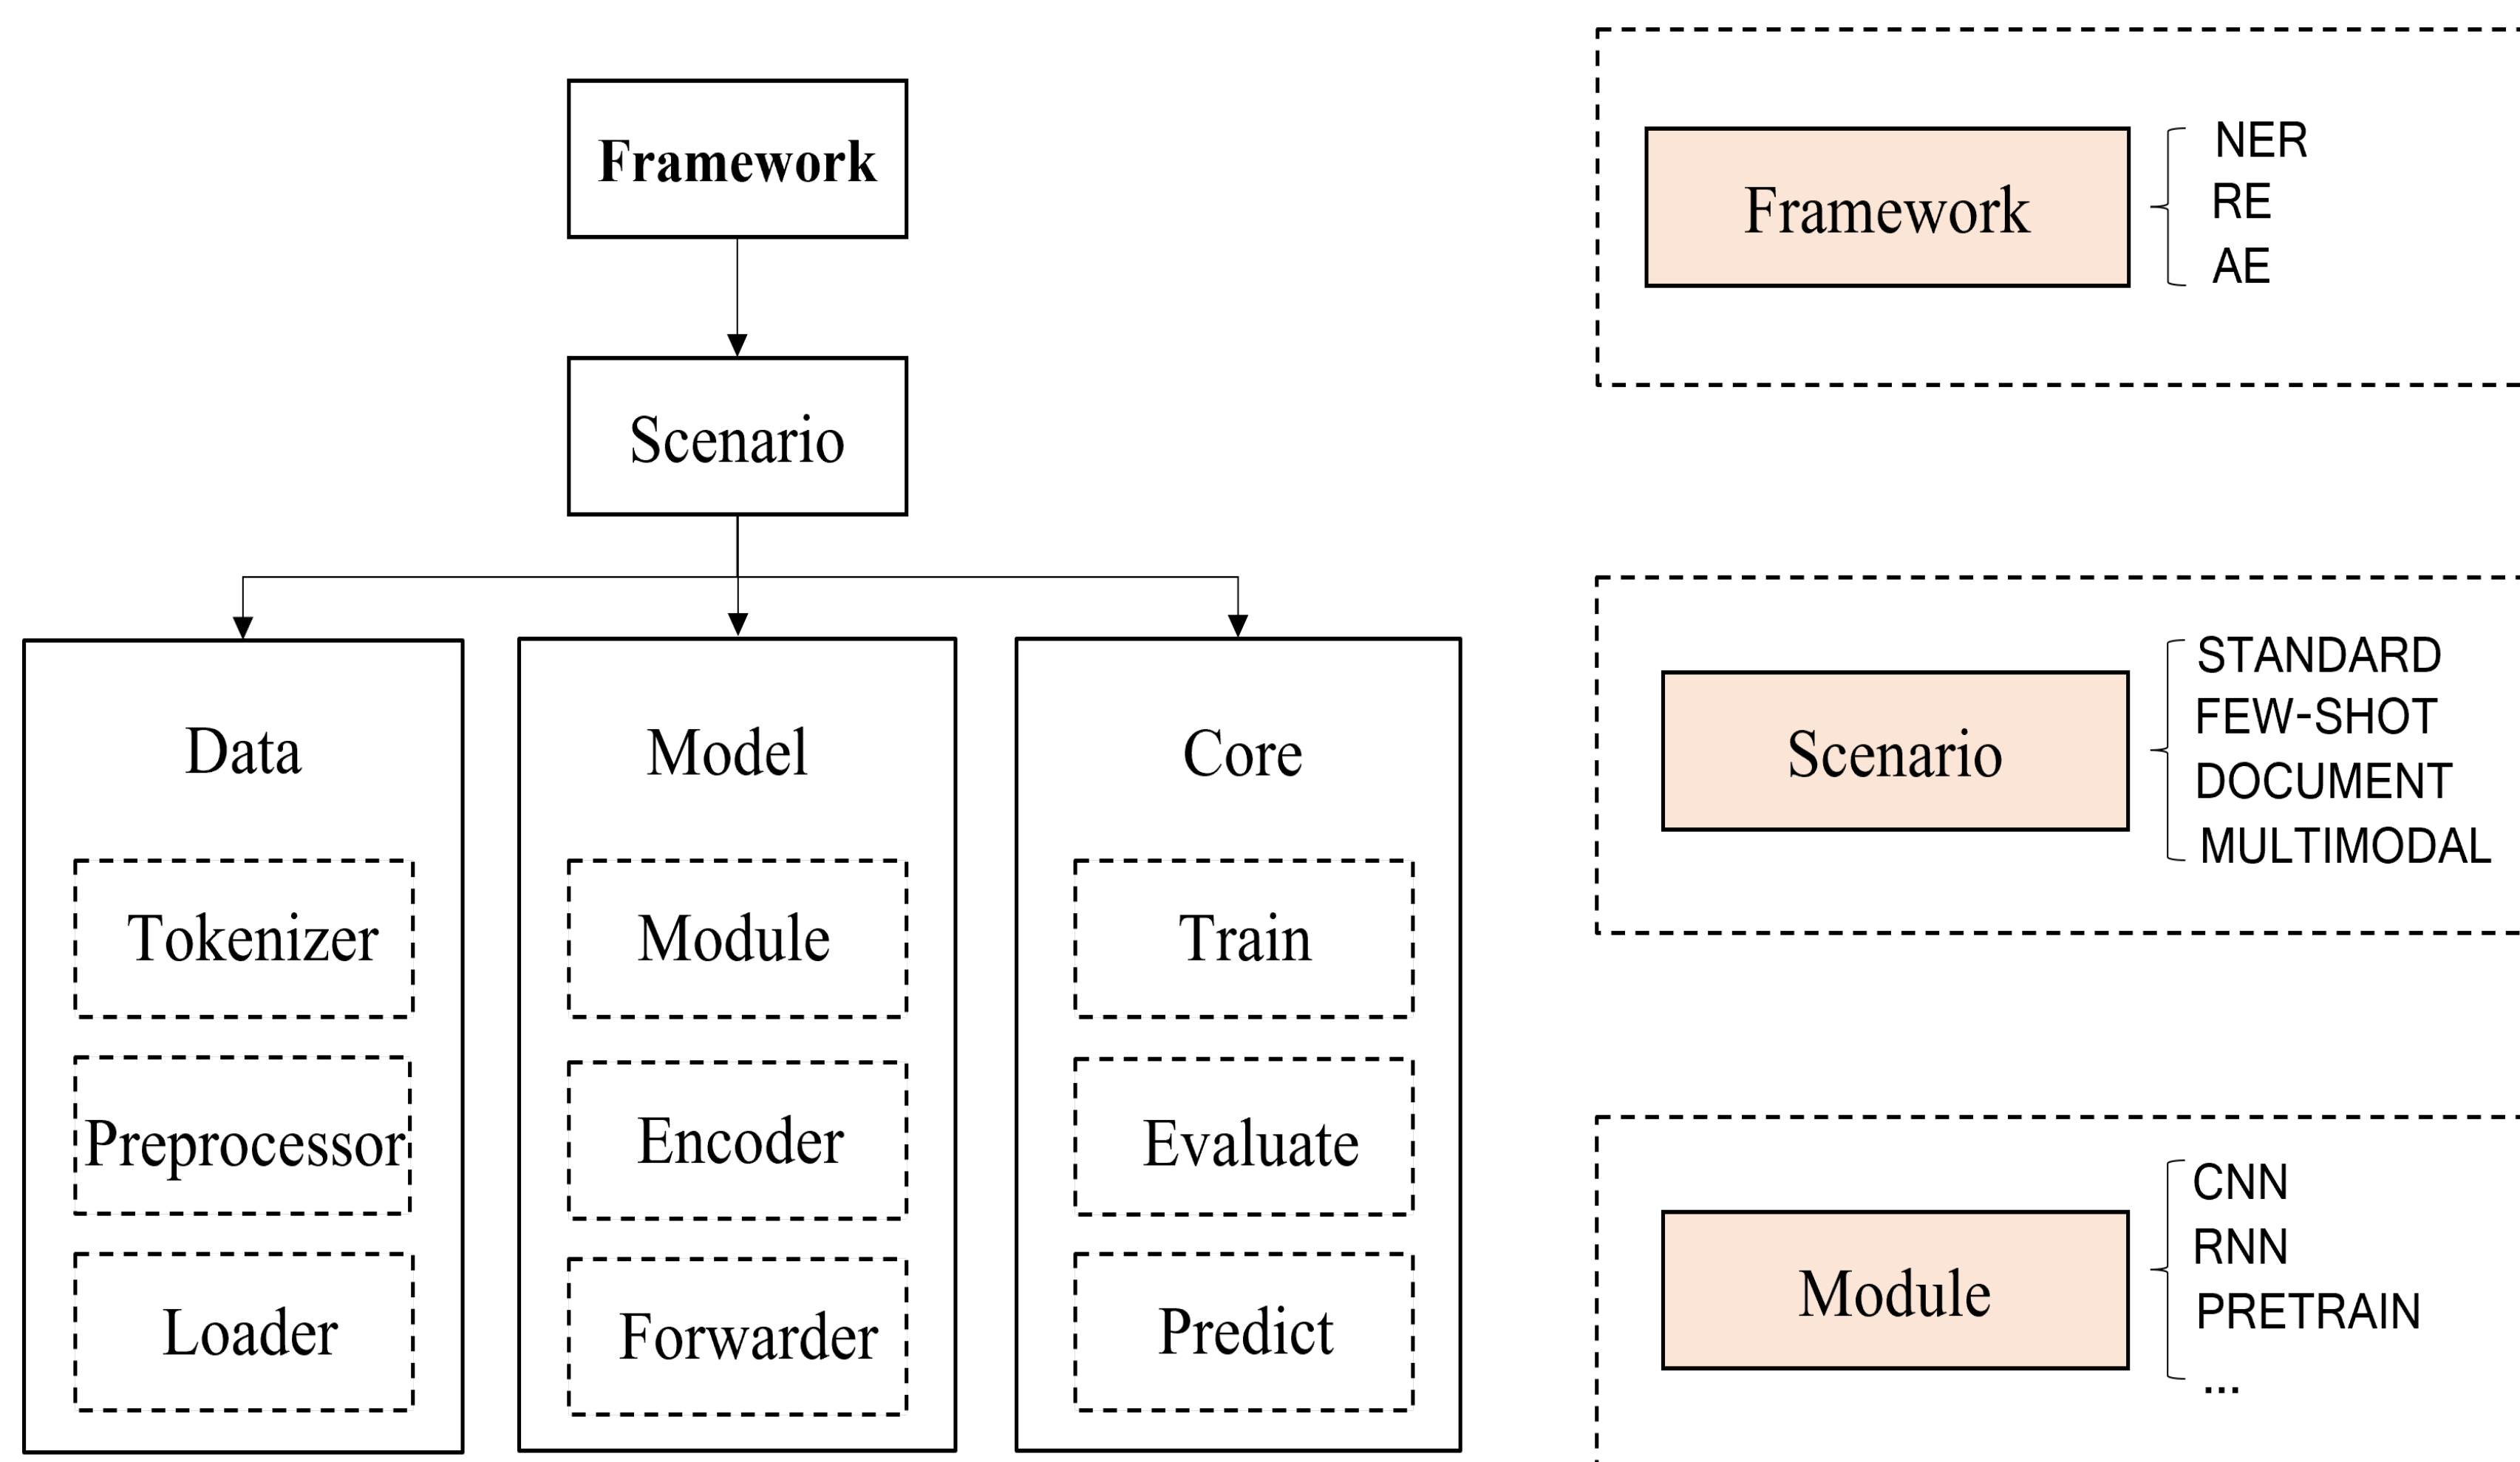 Framework
Scenario
Data
Tokenizer
Preprocessor
Loader
Model
Module
Encoder
Forwarder
Core
Train
Evaluate
Predict
Framework
NER
RE
AE
Scenario
STANDARD
FEW-SHOT
DOCUMENT
MULTIMODAL
Module
CNN
RNN
PRETRAIN
...